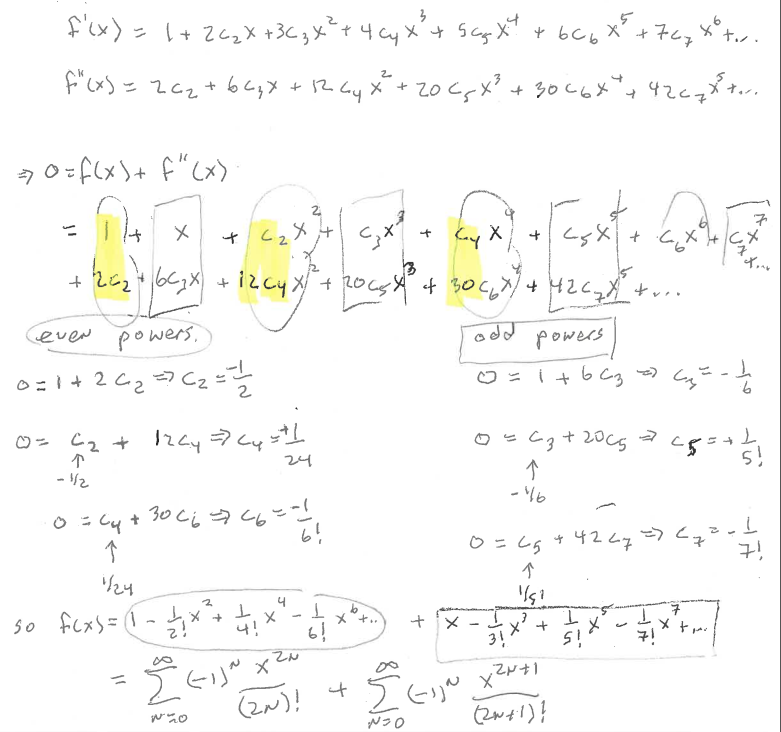 f'(x) = 1 + 2c₂x + 3c₃x² + 4c₄x³ + 5c₅x⁴ + 6c₆x⁵ + 7c₇x⁶ + ...
f''(x) = 2c₂ + 6c₃x + 12c₄x² + 20c₅x³ + 30c₆x⁴ + 42c₇x⁵ + ...
⇒ 0 = f(x) + f''(x)
= 1 + x + c₂x² + c₃x³ + c₄x⁴ + c₅x⁵ + c₆x⁶ + c₇x⁷ + ...
+ 2c₂ + 6c₃x + 12c₄x² + 20c₅x³ + 30c₆x⁴ + 42c₇x⁵ + ...
even powers.
0 = 1 + 2c₂ ⇒ c₂ = -1/2
0 = c₂ + 12c₄ ⇒ c₄ = +1/24
↑
-1/2
0 = c₄ + 30c₆ ⇒ c₆ = -1/6!
↑
1/24
odd powers
0 = 1 + 6c₃ ⇒ c₃ = -1/6
0 = c₃ + 20c₅ ⇒ c₅ = +1/5!
↑
-1/6
0 = c₅ + 42c₇ ⇒ c₇ = -1/7!
↑
1/5!
so f(x) = 1 - 1/2! x² + 1/4! x⁴ - 1/6! x⁶ + .. + x - 1/3! x³ + 1/5! x⁵ - 1/7! x⁷ + ...
= ∑_{n=0}^{∞} (-1)ⁿ x²ⁿ/(2n)! + ∑_{n=0}^{∞} (-1)ⁿ x²ⁿ⁺¹/(2n+1)!